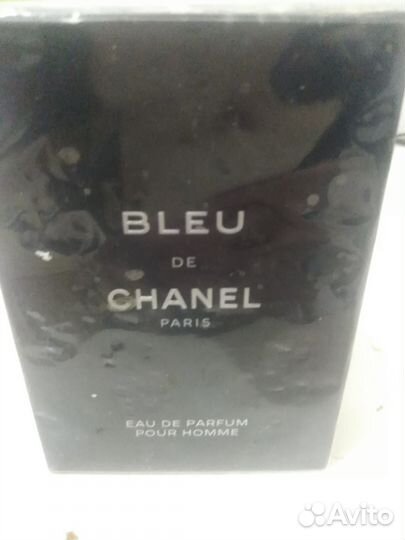 BLEU
DE
CHANEL
PARIS
EAU DE PARFUM
POUR HOMME
Avito